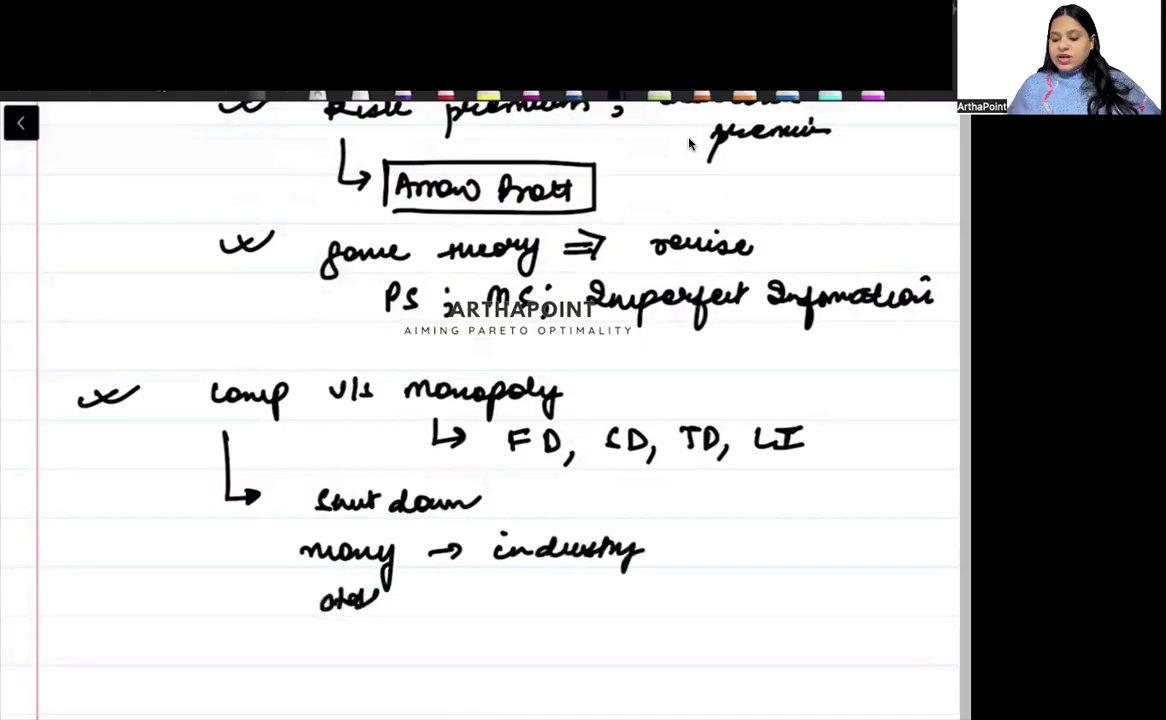 Risk premium ;
premium
Arrow Pratt
game theory ⇒ revise
PS ; MS ; Imperfect Information
ARTHAPOINT
AIMING PARETO OPTIMALITY
comp v/s monopoly
FD, SD, TD, LI
Shut down
many → industry
ArthaPoint